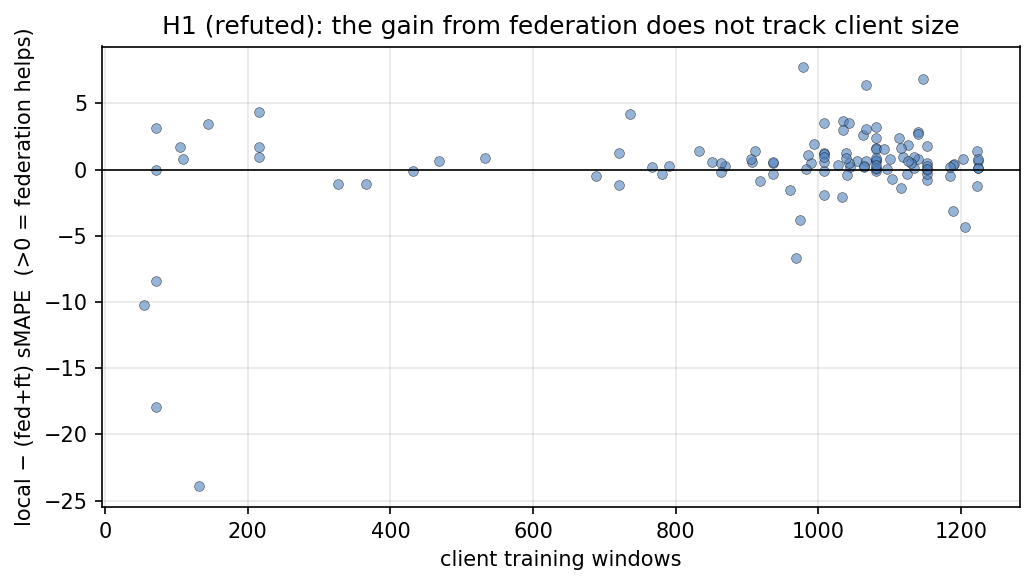 H1 (refuted): the gain from federation does not track client size
local − (fed+ft) sMAPE  (>0 = federation helps)
5
0
−5
−10
−15
−20
−25
0 200 400 600 800 1000 1200
client training windows